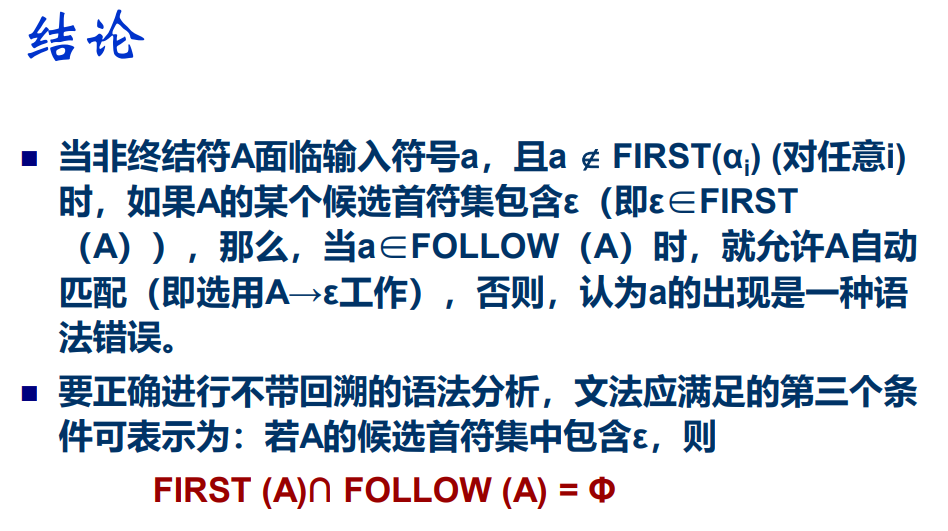 结论
■ 当非终结符A面临输入符号a，且a ∉ FIRST(αi) (对任意i)
时，如果A的某个候选首符集包含ε（即ε∈FIRST
（A）），那么，当a∈FOLLOW（A）时，就允许A自动
匹配（即选用A→ε工作），否则，认为a的出现是一种语
法错误。
■ 要正确进行不带回溯的语法分析，文法应满足的第三个条
件可表示为：若A的候选首符集中包含ε，则
FIRST (A)∩ FOLLOW (A) = Φ